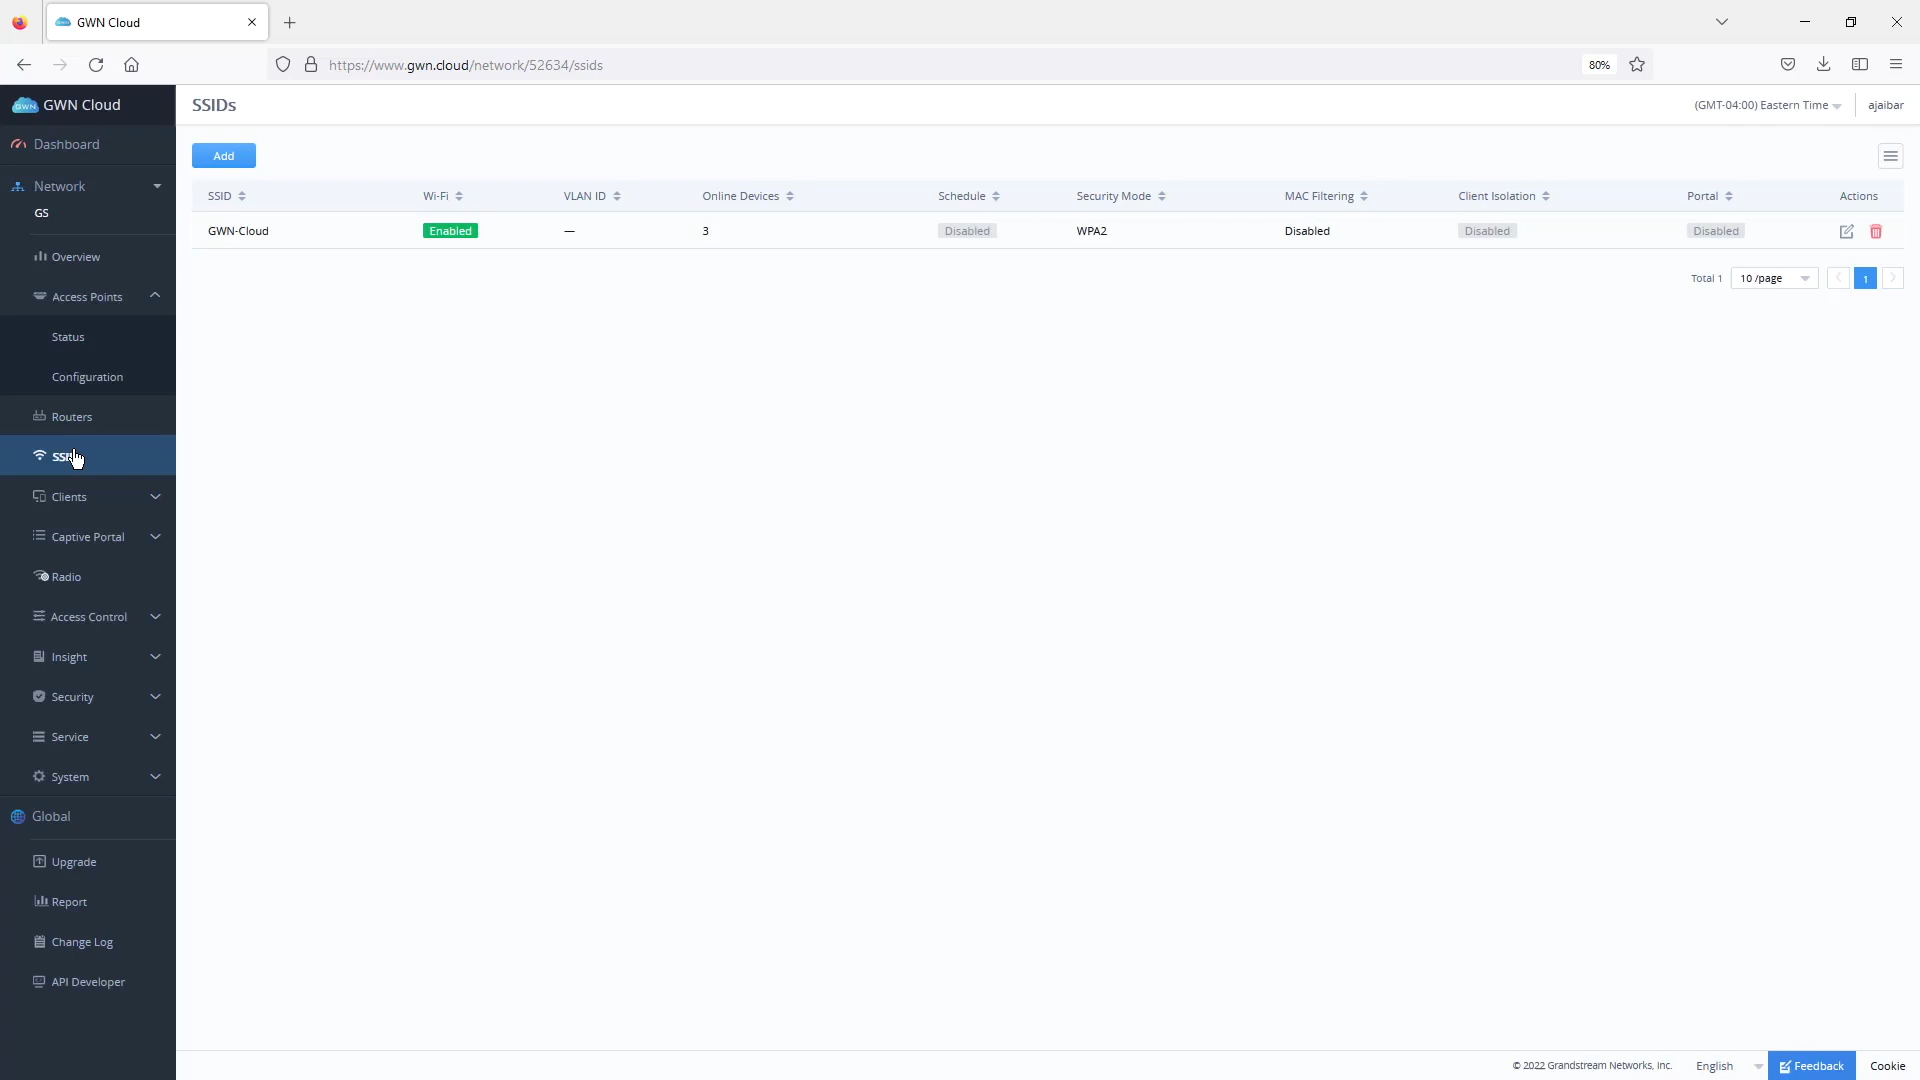 GWN Cloud
https://www.gwn.cloud/network/52634/ssids
80%
GWN GWN Cloud
SSIDs
(GMT-04:00) Eastern Time
ajaibar
Dashboard
Network
GS
Overview
Access Points
Status
Configuration
Routers
Clients
Captive Portal
Radio
Access Control
Insight
Security
Service
System
Global
Upgrade
Report
Change Log
API Developer
Add
SSID Wi-Fi VLAN ID Online Devices Schedule Security Mode MAC Filtering Client Isolation Portal Actions
GWN-Cloud Enabled — 3 Disabled WPA2 Disabled Disabled Disabled
Total 1 10 /page 1
© 2022 Grandstream Networks, Inc. English Feedback Cookie